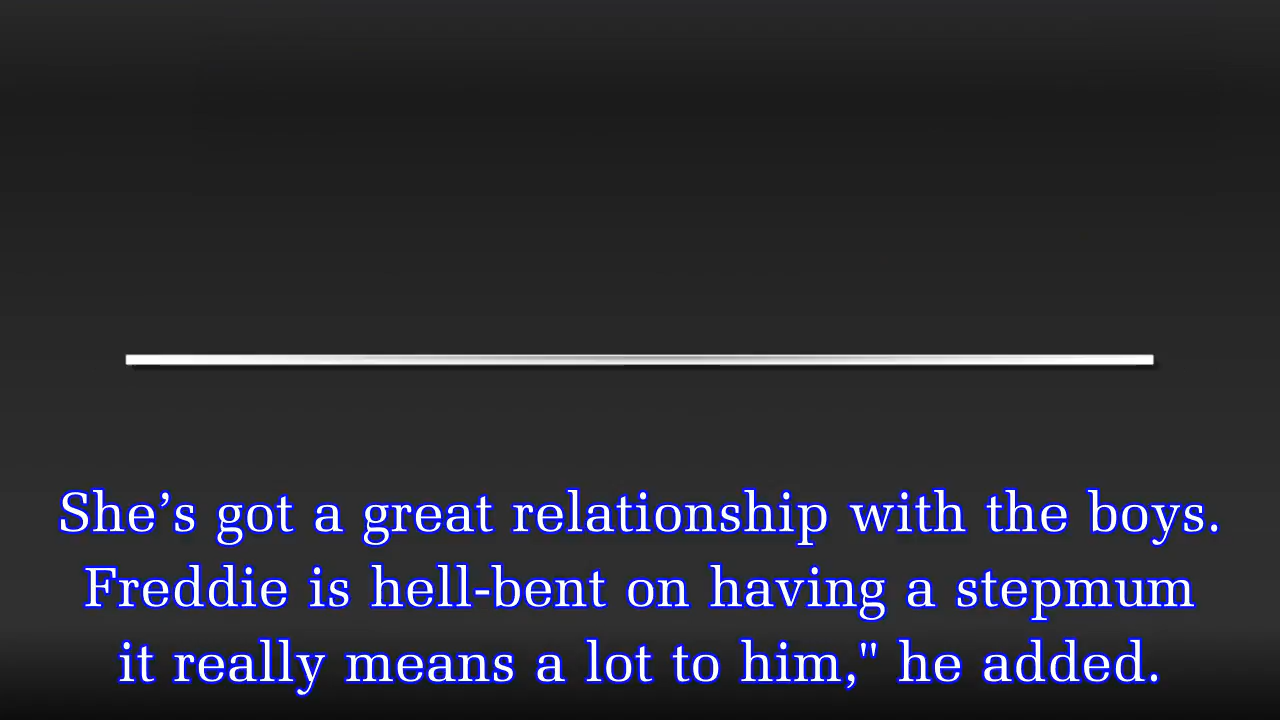 She’s got a great relationship with the boys.
Freddie is hell-bent on having a stepmum
it really means a lot to him," he added.